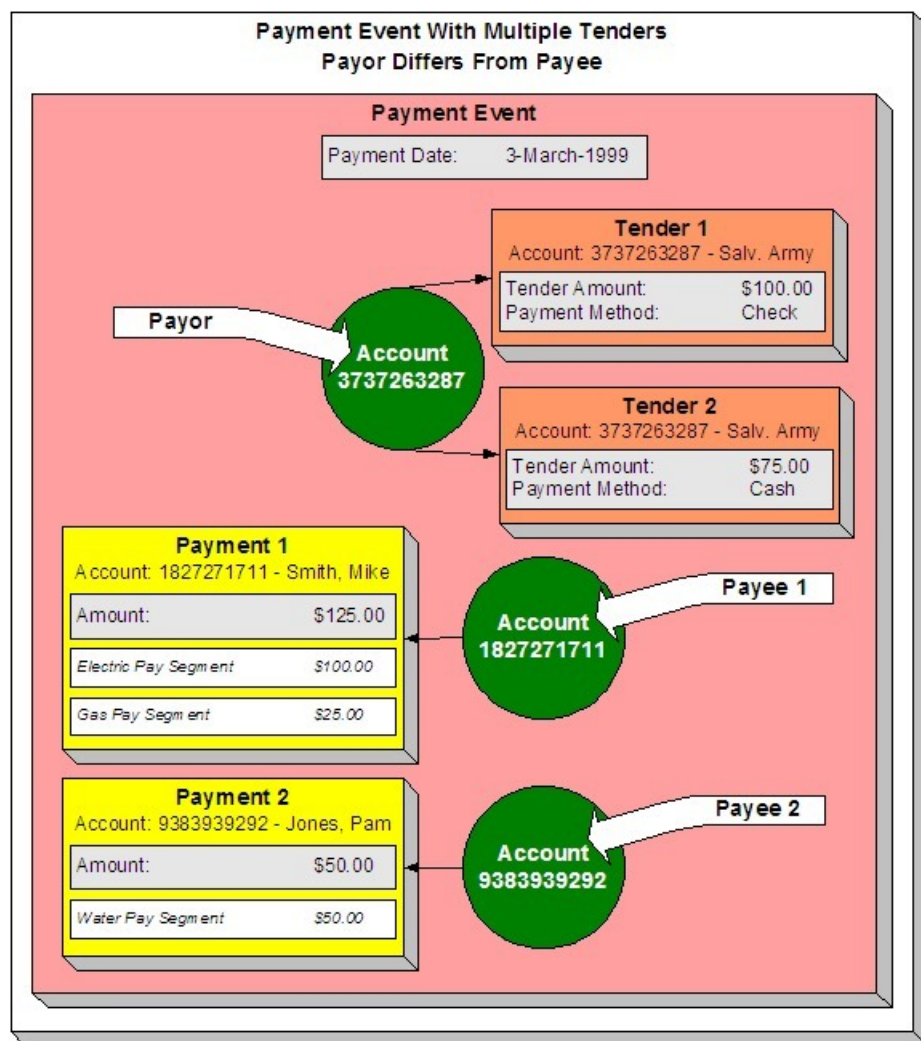 Payment Event With Multiple Tenders
Payor Differs From Payee
Payment Event
Payment Date: 3-March-1999
Tender 1
Account: 3737263287 - Salv. Army
Tender Amount: $100.00
Payment Method: Check
Payor
Account
3737263287
Tender 2
Account: 3737263287 - Salv. Army
Tender Amount: $75.00
Payment Method: Cash
Payment 1
Account: 1827271711 - Smith, Mike
Amount: $125.00
Electric Pay Segment $100.00
Gas Pay Segment $25.00
Payee 1
Account
1827271711
Payment 2
Account: 9383939292 - Jones, Pam
Amount: $50.00
Water Pay Segment $50.00
Payee 2
Account
9383939292